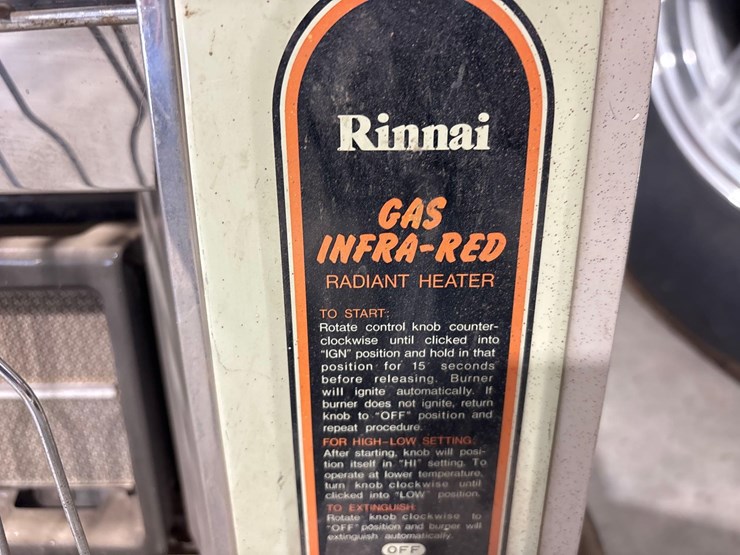 Rinnai
GAS
INFRA-RED
RADIANT HEATER
TO START:
Rotate control knob counter-
clockwise until clicked into
"IGN" position and hold in that
position for 15 seconds
before releasing. Burner
will ignite automatically. If
burner does not ignite, return
knob to "OFF" position and
repeat procedure.
FOR HIGH-LOW SETTING:
After starting, knob will posi-
tion itself in "HI" setting. To
operate at lower temperature,
turn knob clockwise until
clicked into "LOW" position.
TO EXTINGUISH
Rotate knob clockwise to
"OFF" position and burner will
extinguish automatically.
OFF